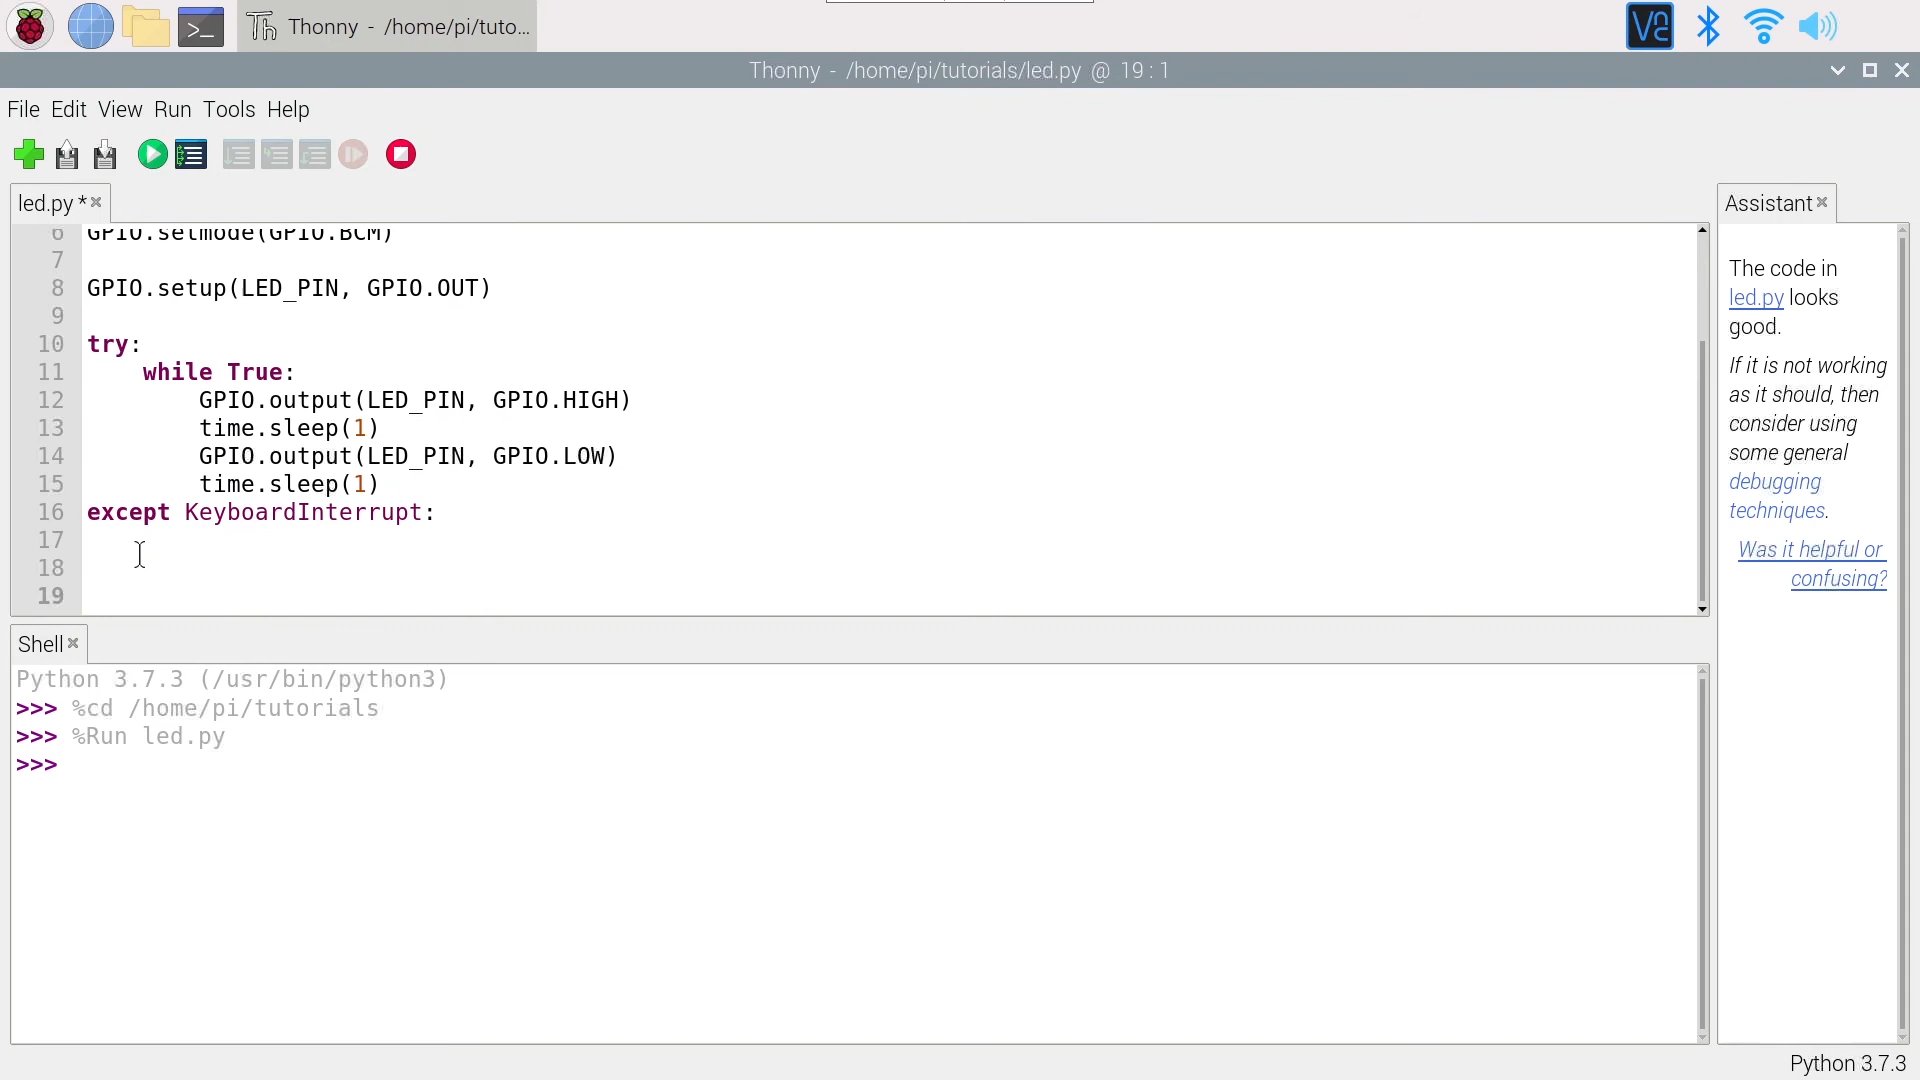 Thonny - /home/pi/tuto...
Thonny - /home/pi/tutorials/led.py @ 19 : 1
File Edit View Run Tools Help
led.py *
6 GPIO.setmode(GPIO.BCM)
7
8 GPIO.setup(LED_PIN, GPIO.OUT)
9
10 try:
11     while True:
12         GPIO.output(LED_PIN, GPIO.HIGH)
13         time.sleep(1)
14         GPIO.output(LED_PIN, GPIO.LOW)
15         time.sleep(1)
16 except KeyboardInterrupt:
17
18
19
Shell
Python 3.7.3 (/usr/bin/python3)
>>> %cd /home/pi/tutorials
>>> %Run led.py
>>>
Assistant
The code in
led.py looks
good.
If it is not working
as it should, then
consider using
some general
debugging
techniques.
Was it helpful or
confusing?
Python 3.7.3